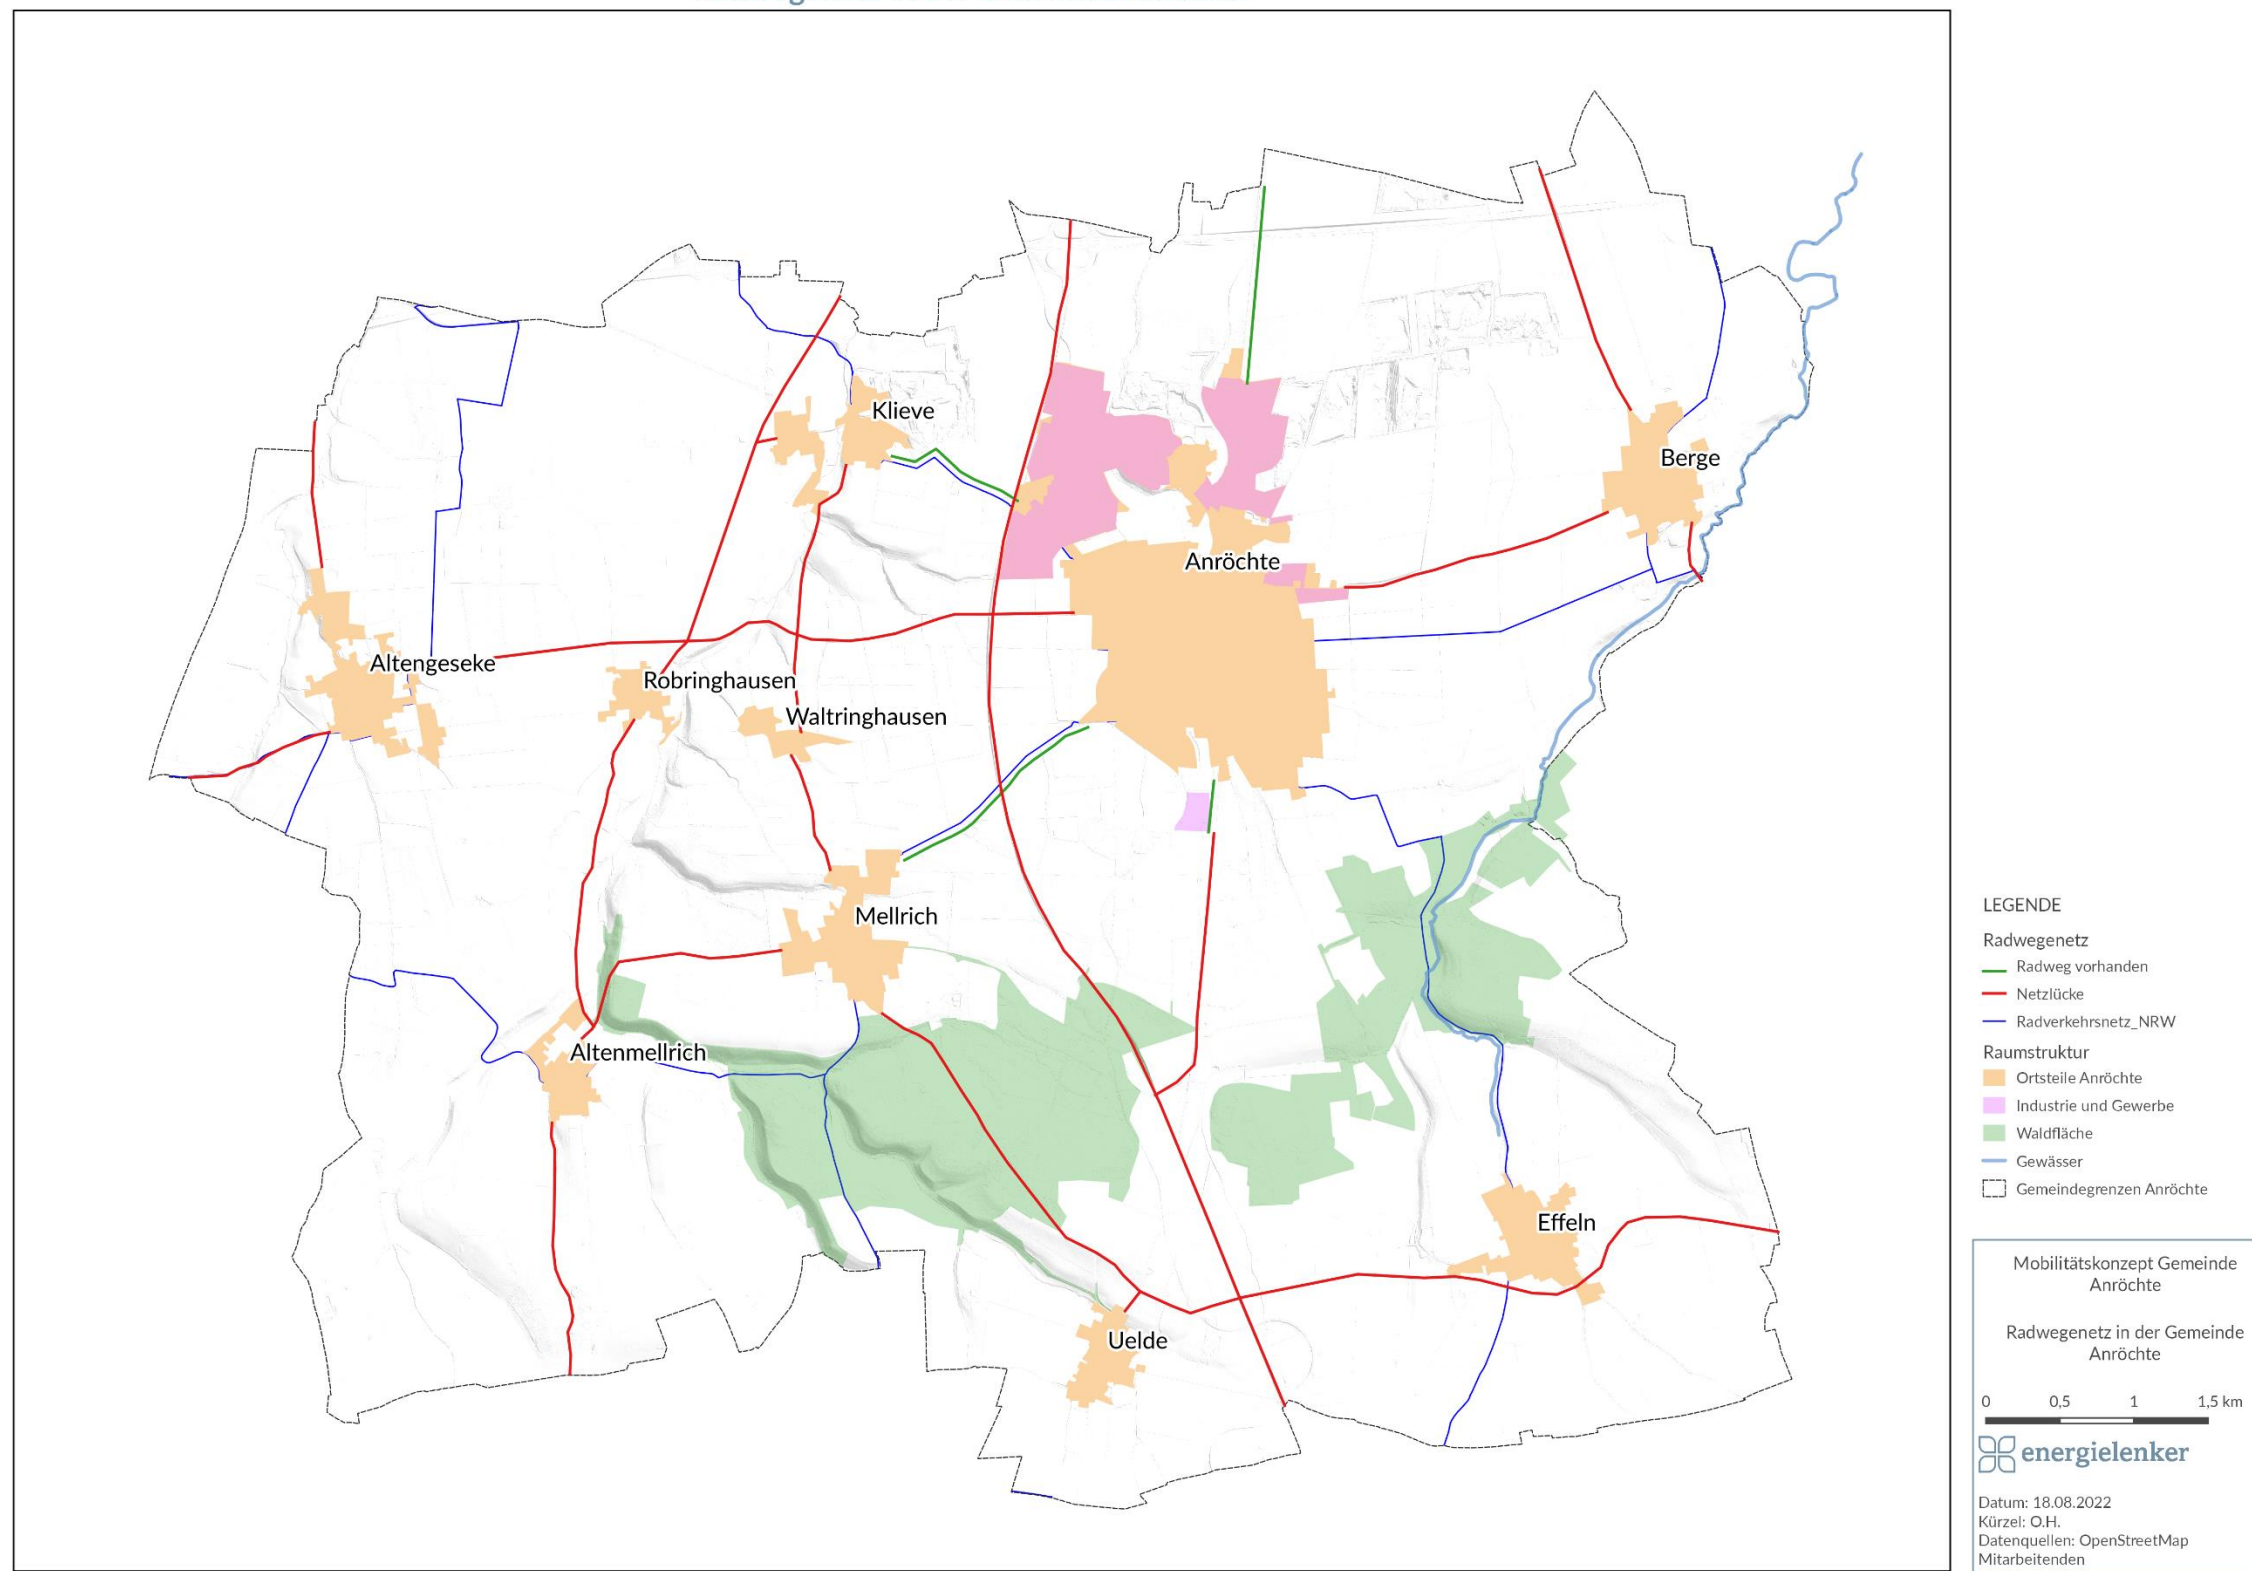 Klieve
Berge
Anröchte
Altengeseke
Robringhausen
Waltringhausen
Mellrich
Altenmellrich
Effeln
Uelde
LEGENDE
Radwegenetz
Radweg vorhanden
Netzlücke
Radverkehrsnetz_NRW
Raumstruktur
Ortsteile Anröchte
Industrie und Gewerbe
Waldfläche
Gewässer
Gemeindegrenzen Anröchte
Mobilitätskonzept Gemeinde
Anröchte
Radwegenetz in der Gemeinde
Anröchte
0 0,5 1 1,5 km
energielenker
Datum: 18.08.2022
Kürzel: O.H.
Datenquellen: OpenStreetMap
Mitarbeitenden